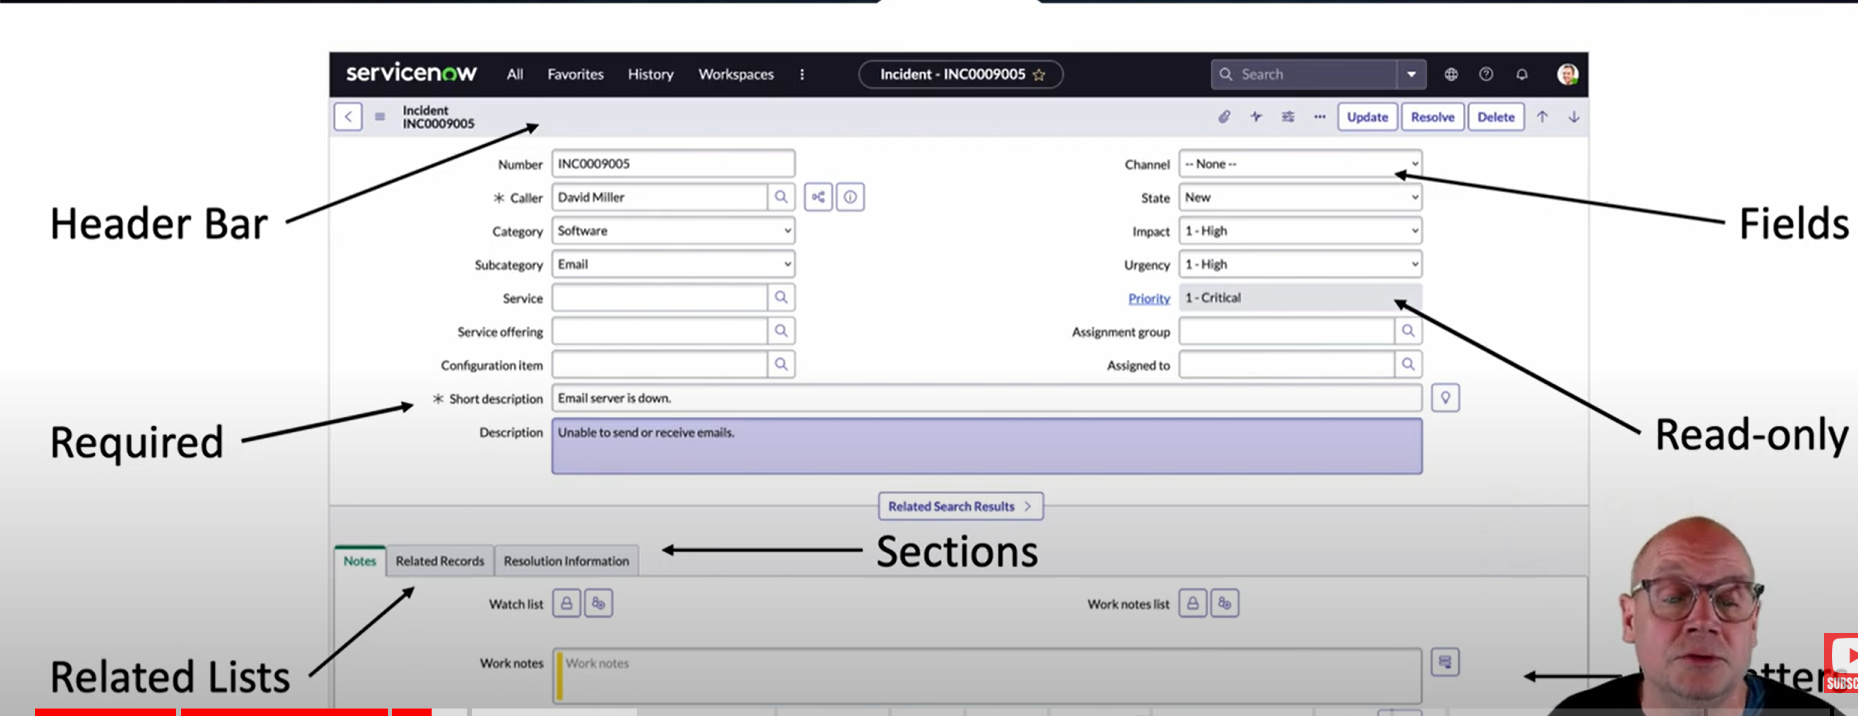 servicenow All Favorites History Workspaces Incident - INC0009005 Search
Incident
INC0009005
Update Resolve Delete
Number INC0009005 Channel -- None --
Caller David Miller State New
Header Bar
Fields
Category Software Impact 1 - High
Subcategory Email Urgency 1 - High
Service Priority 1 - Critical
Service offering Assignment group
Configuration item Assigned to
Short description Email server is down.
Required
Read-only
Description Unable to send or receive emails.
Related Search Results
Sections
Notes Related Records Resolution Information
Watch list Work notes list
Work notes Work notes
Related Lists